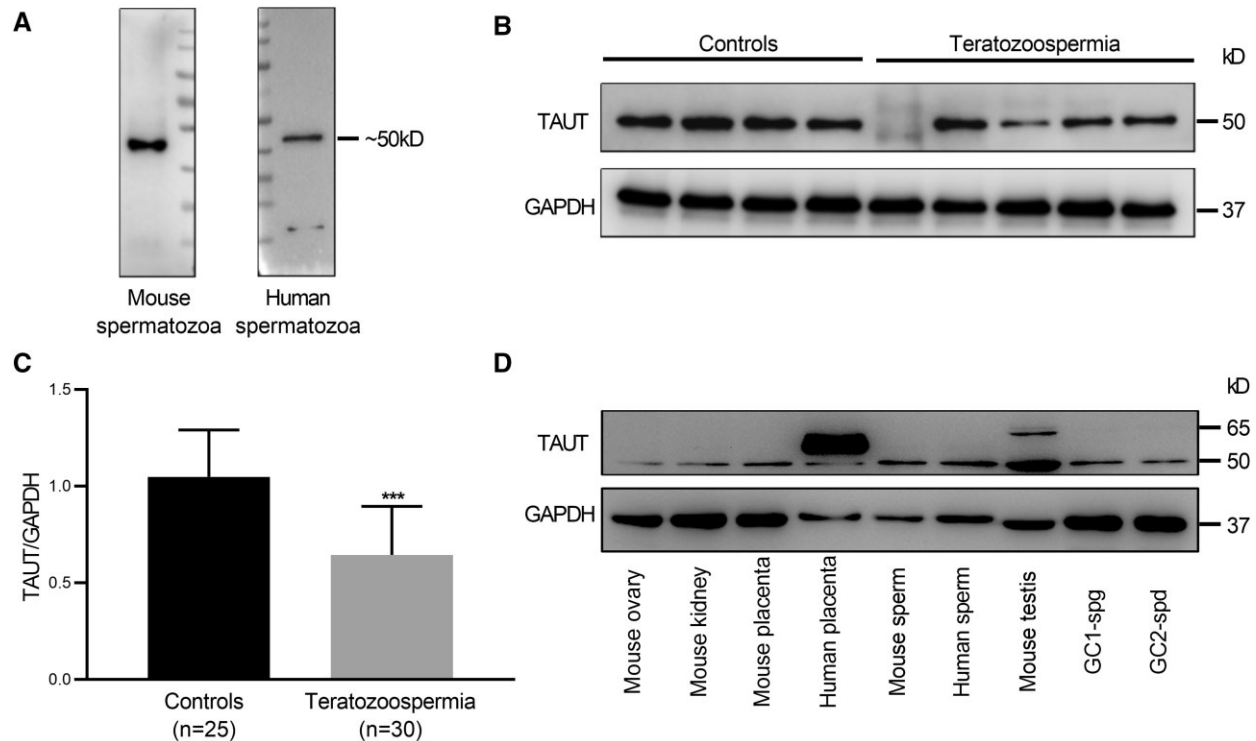 A
~50kD
Mouse
spermatozoa
Human
spermatozoa
B
Controls
Teratozoospermia
kD
TAUT
50
GAPDH
37
C
TAUT/GAPDH
1.5
1.0
0.5
0.0
***
Controls
(n=25)
Teratozoospermia
(n=30)
D
kD
TAUT
65
50
GAPDH
37
Mouse ovary
Mouse kidney
Mouse placenta
Human placenta
Mouse sperm
Human sperm
Mouse testis
GC1-spg
GC2-spd